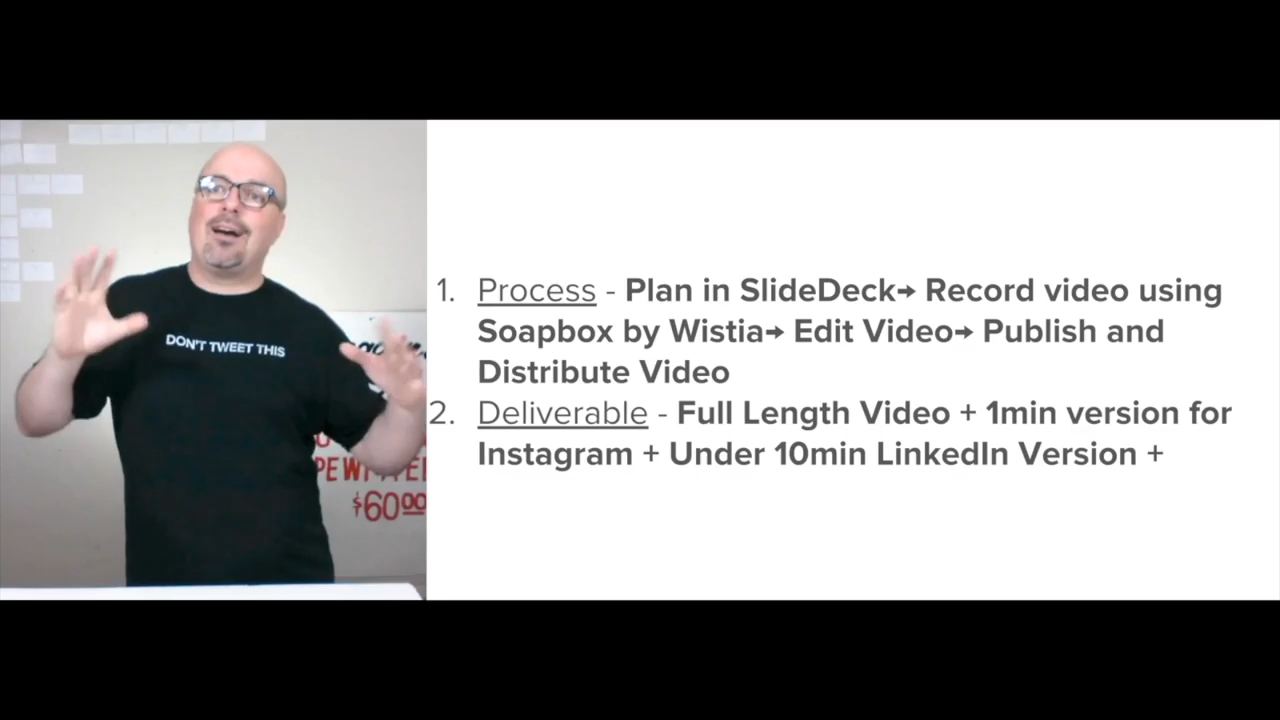 DON'T TWEET THIS
$60⁰⁰
1. Process - Plan in SlideDeck→ Record video using
Soapbox by Wistia→ Edit Video→ Publish and
Distribute Video
2. Deliverable - Full Length Video + 1min version for
Instagram + Under 10min LinkedIn Version +